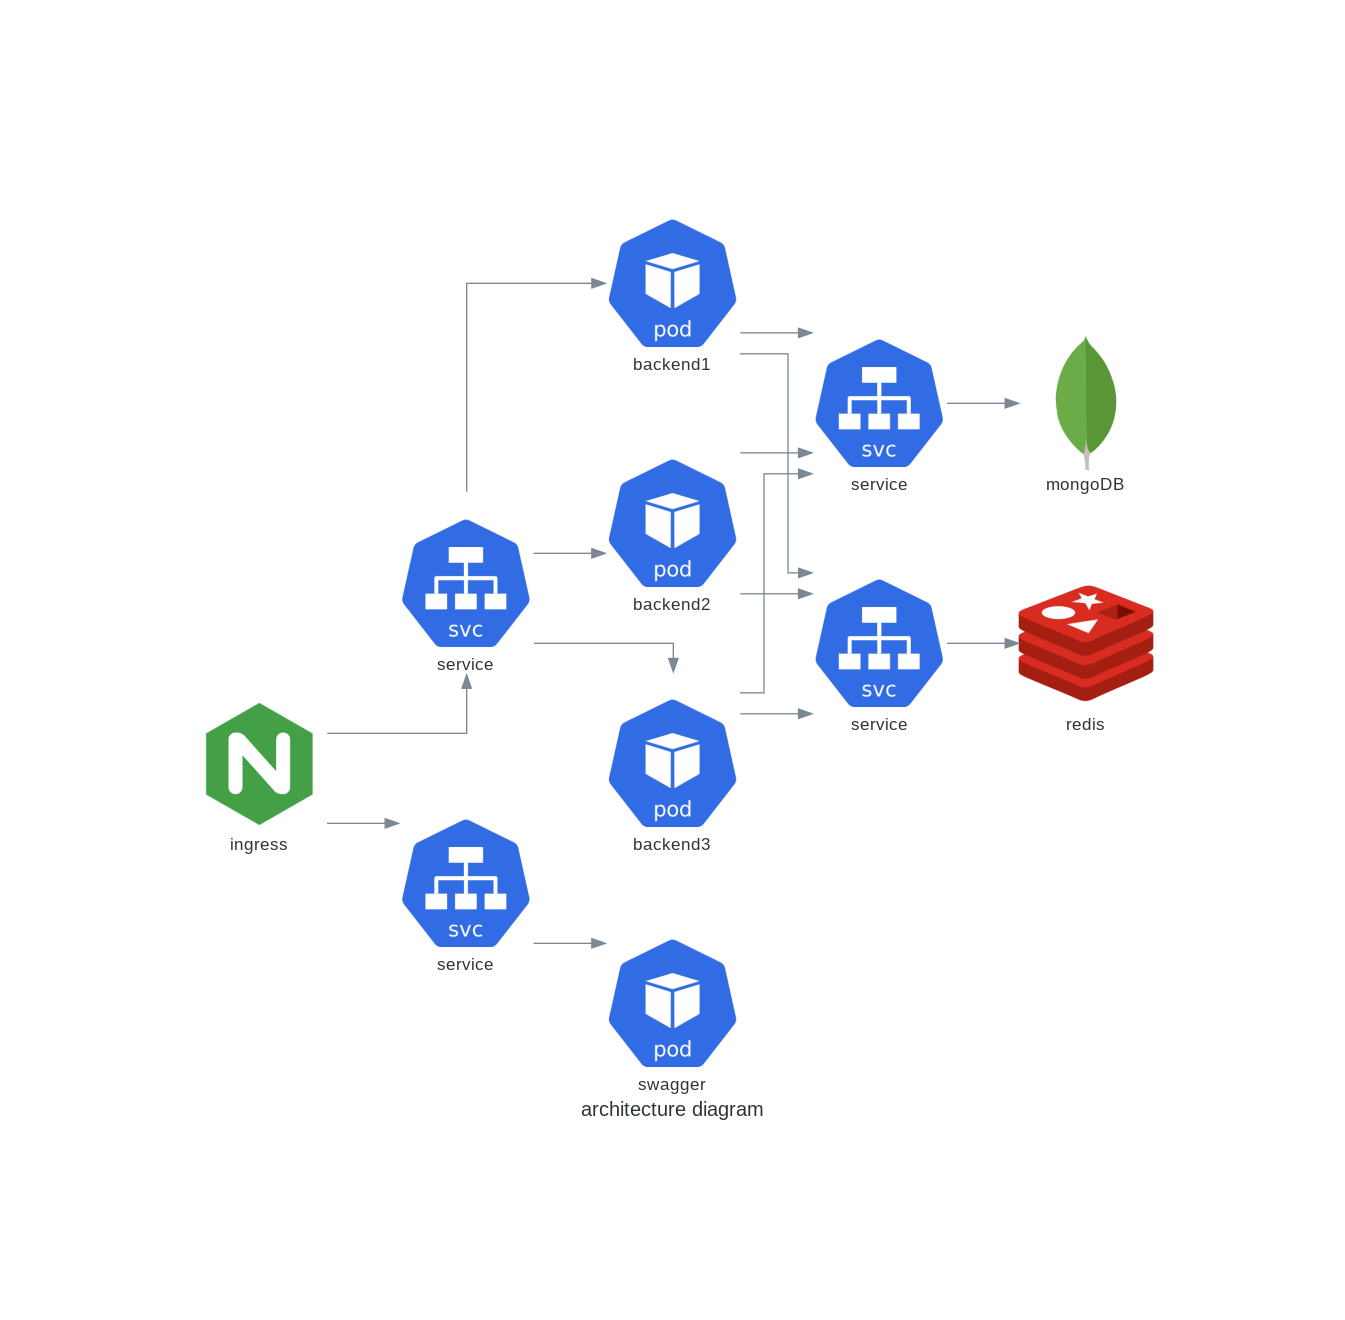 pod
backend1
svc
service
mongoDB
pod
backend2
svc
service
svc
service
redis
pod
backend3
N
ingress
svc
service
pod
swagger
architecture diagram